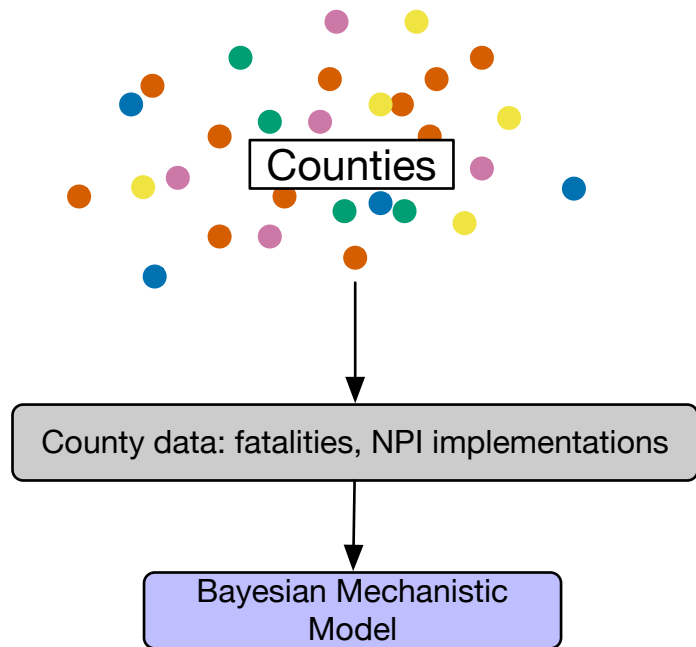 Counties
County data: fatalities, NPI implementations
Bayesian Mechanistic
Model